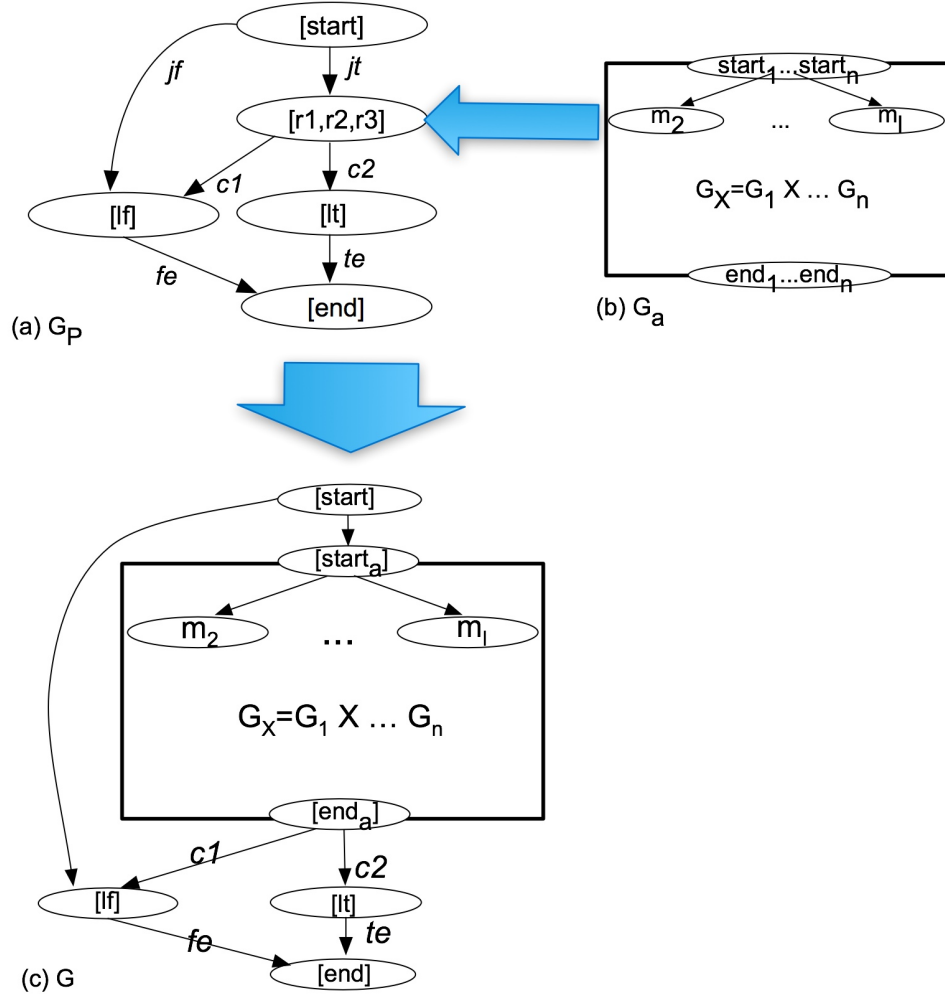 [start]
jf
jt
start1...startn
[r1,r2,r3]
m2
...
ml
c1
c2
[lf]
[lt]
GX=G1 X ... Gn
fe
te
[end]
end1...endn
(a) GP
(b) Ga
[start]
[starta]
m2
...
ml
GX=G1 X ... Gn
[enda]
c1
c2
[lf]
[lt]
fe
te
[end]
(c) G